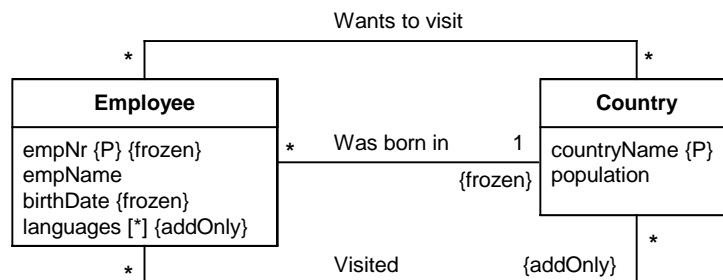 Wants to visit
* *
Employee
empNr {P} {frozen}
empName
birthDate {frozen}
languages [*] {addOnly}
* Was born in 1
{frozen}
Country
countryName {P}
population
* Visited {addOnly} *